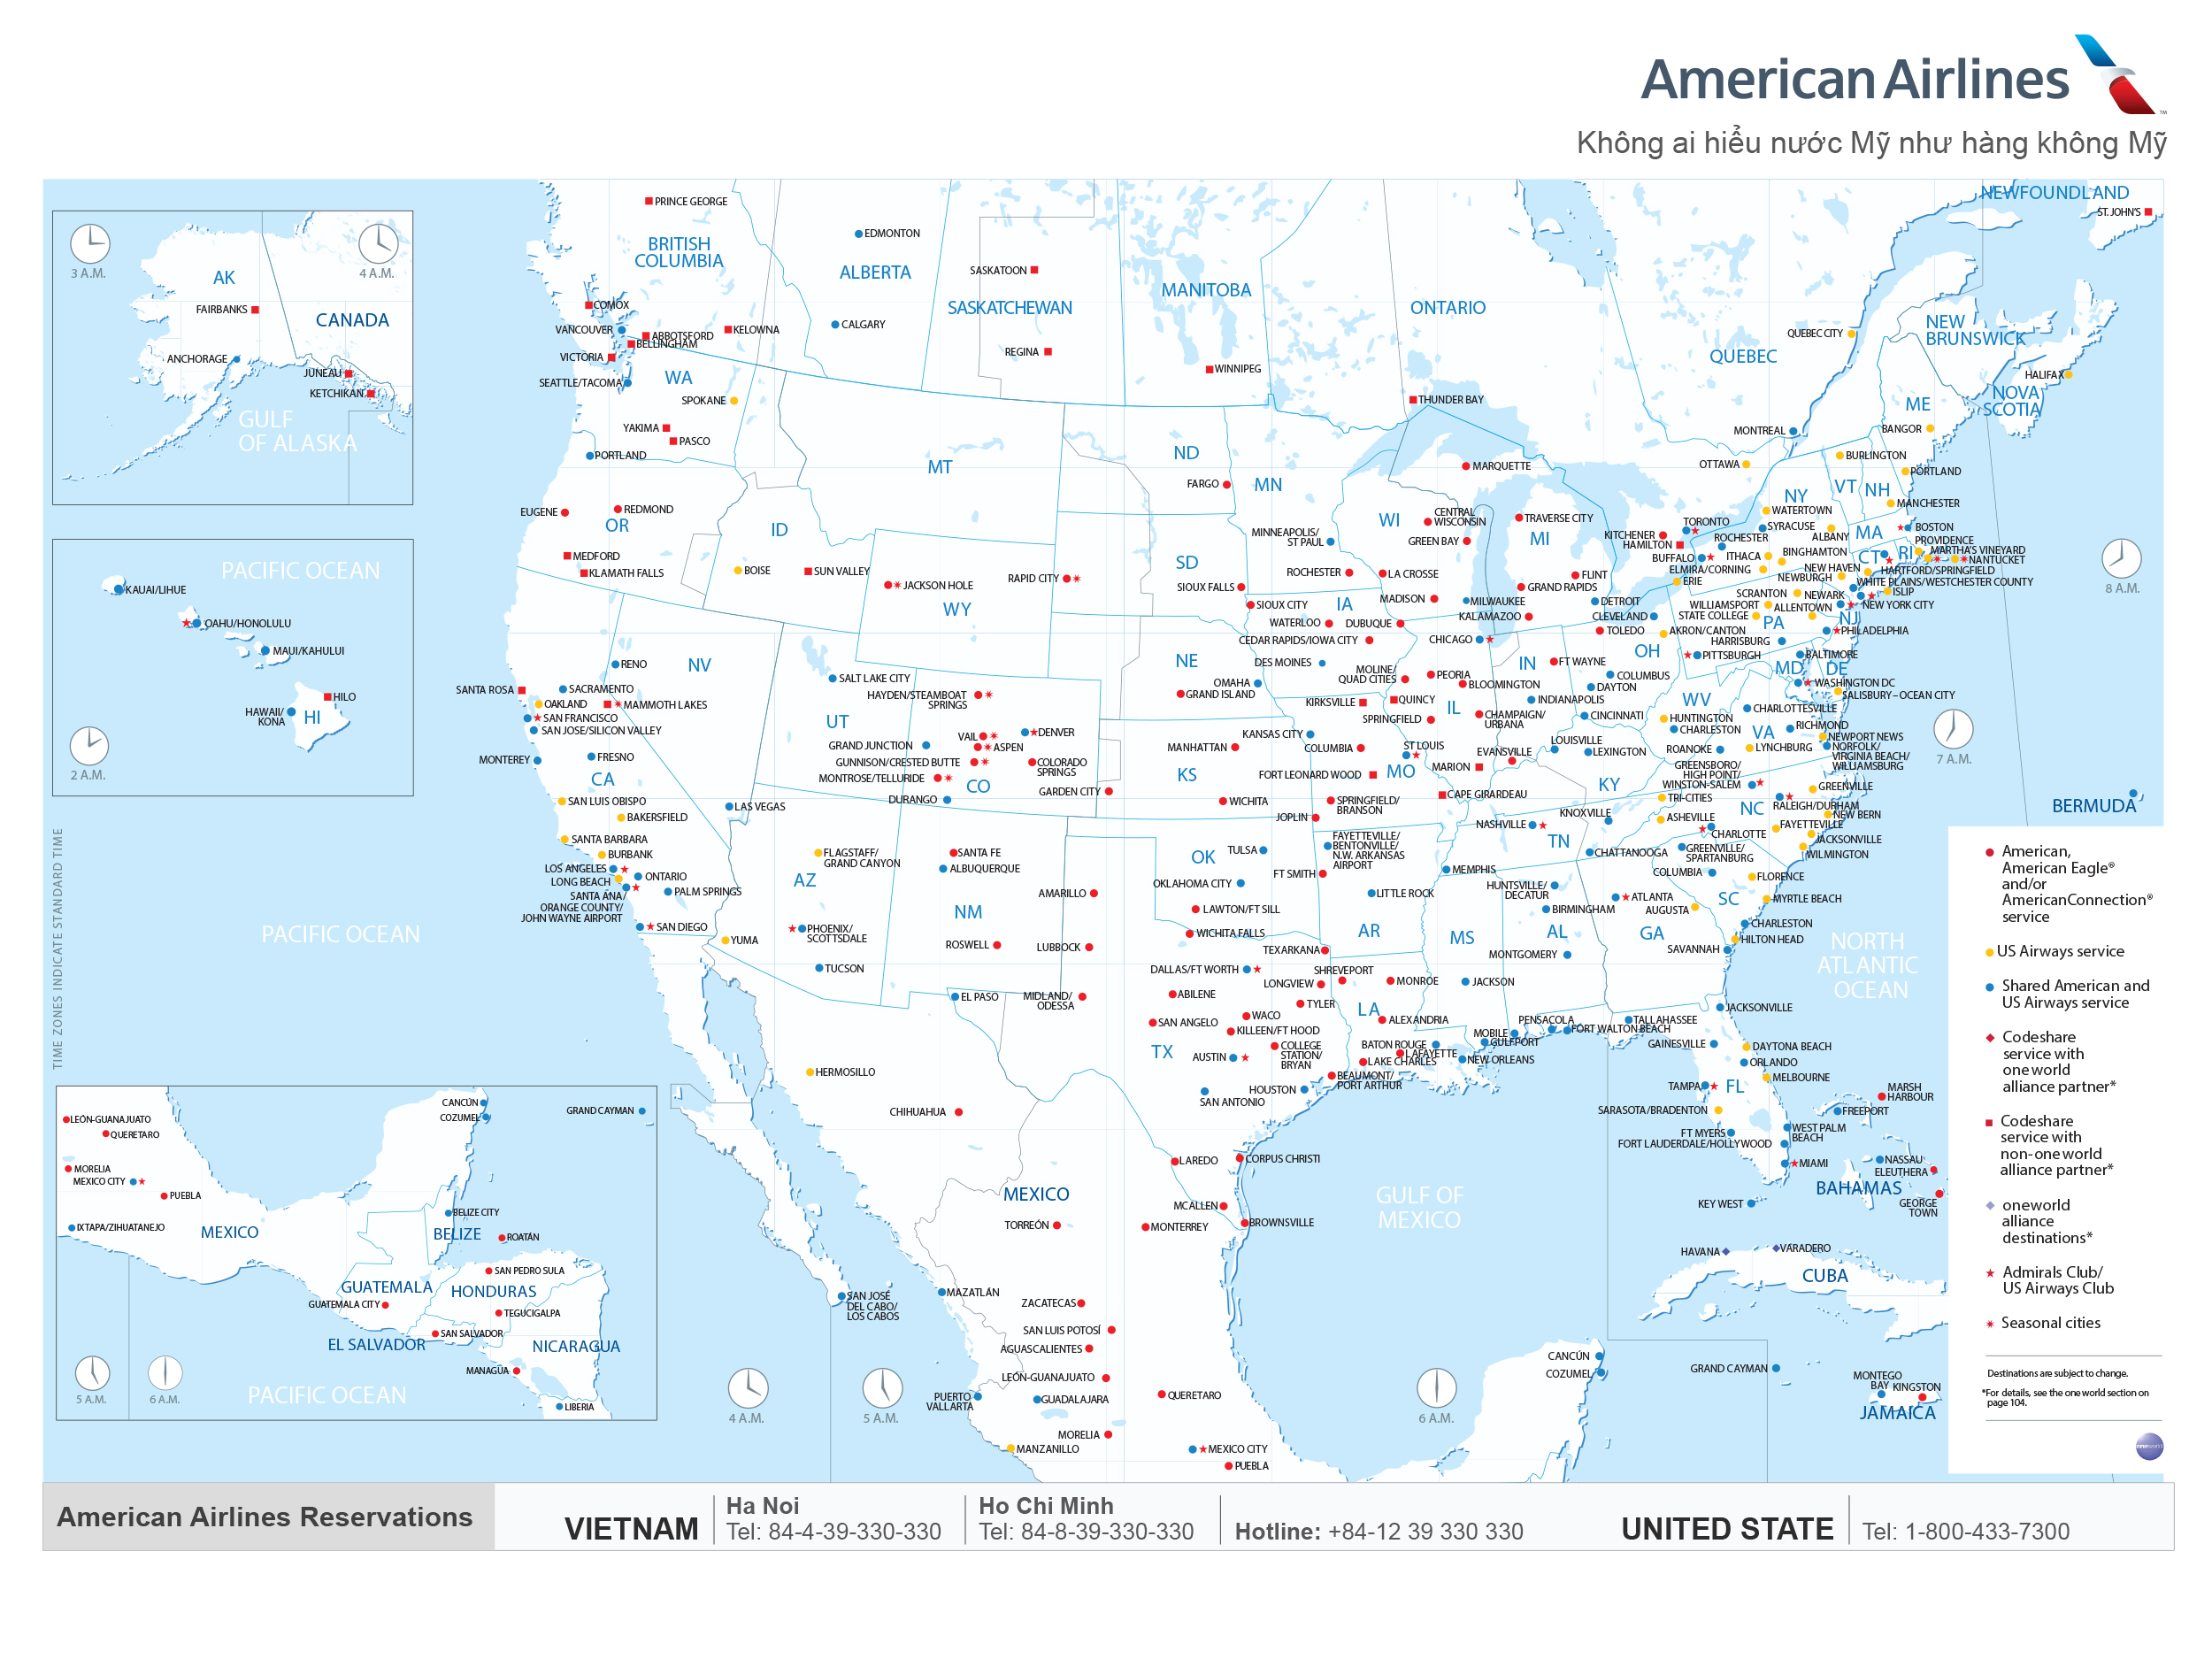 American Airlines
TM
Không ai hiểu nước Mỹ như hàng không Mỹ
NEWFOUNDLAND
ST. JOHN'S
PRINCE GEORGE
BRITISH
COLUMBIA
EDMONTON
ALBERTA
SASKATOON
SASKATCHEWAN
MANITOBA
ONTARIO
COMOX
VANCOUVER
ABBOTSFORD
BELLINGHAM
KELOWNA
VICTORIA
CALGARY
REGINA
WINNIPEG
THUNDER BAY
QUEBEC CITY
QUEBEC
NEW
BRUNSWICK
HALIFAX
NOVA
SCOTIA
3 A.M.
4 A.M.
AK
FAIRBANKS
CANADA
ANCHORAGE
JUNEAU
KETCHIKAN
GULF
OF ALASKA
PACIFIC OCEAN
KAUAI/LIHUE
OAHU/HONOLULU
MAUI/KAHULUI
HILO
HAWAII/
KONA
HI
2 A.M.
SEATTLE/TACOMA
WA
SPOKANE
YAKIMA
PASCO
PORTLAND
EUGENE
REDMOND
OR
MEDFORD
KLAMATH FALLS
ID
BOISE
SUN VALLEY
MT
JACKSON HOLE
WY
RAPID CITY
ND
FARGO
MN
MINNEAPOLIS/
ST PAUL
SD
SIOUX FALLS
ROCHESTER
WI
CENTRAL
WISCONSIN
GREEN BAY
LA CROSSE
MADISON
MILWAUKEE
MARQUETTE
TRAVERSE CITY
MI
FLINT
GRAND RAPIDS
KALAMAZOO
DETROIT
MONTREAL
OTTAWA
ME
BANGOR
BURLINGTON
PORTLAND
VT
NH
MANCHESTER
NY
WATERTOWN
TORONTO
SYRACUSE
KITCHENER
HAMILTON
ROCHESTER
ALBANY
MA
BOSTON
BUFFALO
ITHACA
BINGHAMTON
CT
RI
PROVIDENCE
MARTHA'S VINEYARD
NANTUCKET
ELMIRA/CORNING
ERIE
NEW HAVEN
HARTFORD/SPRINGFIELD
NEWBURGH
WHITE PLAINS/WESTCHESTER COUNTY
SCRANTON
NEWARK
ISLIP
WILLIAMSPORT
ALLENTOWN
NEW YORK CITY
STATE COLLEGE
PA
NJ
CLEVELAND
TOLEDO
AKRON/CANTON
HARRISBURG
PHILADELPHIA
OH
PITTSBURGH
BALTIMORE
MD
DE
WASHINGTON DC
SALISBURY–OCEAN CITY
8 A.M.
7 A.M.
SIOUX CITY
IA
WATERLOO
DUBUQUE
CEDAR RAPIDS/IOWA CITY
CHICAGO
DES MOINES
NE
OMAHA
GRAND ISLAND
MOLINE/
QUAD CITIES
PEORIA
BLOOMINGTON
QUINCY
IL
KIRKSVILLE
SPRINGFIELD
CHAMPAIGN/
URBANA
IN
FT WAYNE
INDIANAPOLIS
COLUMBUS
DAYTON
CINCINNATI
WV
HUNTINGTON
CHARLESTON
CHARLOTTESVILLE
VA
RICHMOND
ROANOKE
LYNCHBURG
NEWPORT NEWS
NORFOLK/
VIRGINIA BEACH/
WILLIAMSBURG
RENO
NV
SANTA ROSA
SACRAMENTO
OAKLAND
MAMMOTH LAKES
SAN FRANCISCO
SAN JOSE/SILICON VALLEY
MONTEREY
FRESNO
CA
SAN LUIS OBISPO
BAKERSFIELD
SANTA BARBARA
BURBANK
LOS ANGELES
ONTARIO
LONG BEACH
PALM SPRINGS
SANTA ANA/
ORANGE COUNTY/
JOHN WAYNE AIRPORT
SAN DIEGO
LAS VEGAS
SALT LAKE CITY
UT
HAYDEN/STEAMBOAT
SPRINGS
VAIL
DENVER
GRAND JUNCTION
ASPEN
GUNNISON/CRESTED BUTTE
COLORADO
SPRINGS
MONTROSE/TELLURIDE
CO
DURANGO
GARDEN CITY
KANSAS CITY
MANHATTAN
COLUMBIA
ST LOUIS
KS
FORT LEONARD WOOD
MO
MARION
EVANSVILLE
LOUISVILLE
LEXINGTON
KY
WICHITA
SPRINGFIELD/
BRANSON
JOPLIN
CAPE GIRARDEAU
GREENSBORO/
HIGH POINT/
WINSTON-SALEM
TRI-CITIES
NC
RALEIGH/DURHAM
GREENVILLE
NEW BERN
KNOXVILLE
ASHEVILLE
CHARLOTTE
FAYETTEVILLE
JACKSONVILLE
WILMINGTON
NASHVILLE
TN
CHATTANOOGA
GREENVILLE/
SPARTANBURG
BERMUDA
FLAGSTAFF/
GRAND CANYON
AZ
PHOENIX/
SCOTTSDALE
YUMA
TUCSON
SANTA FE
ALBUQUERQUE
NM
ROSWELL
EL PASO
AMARILLO
LUBBOCK
MIDLAND/
ODESSA
OK
TULSA
OKLAHOMA CITY
LAWTON/FT SILL
WICHITA FALLS
FAYETTEVILLE/
BENTONVILLE/
N.W. ARKANSAS
AIRPORT
FT SMITH
LITTLE ROCK
AR
MEMPHIS
MS
HUNTSVILLE/
DECATUR
BIRMINGHAM
AL
MONTGOMERY
COLUMBIA
FLORENCE
SC
ATLANTA
AUGUSTA
MYRTLE BEACH
GA
CHARLESTON
HILTON HEAD
SAVANNAH
NORTH
ATLANTIC
OCEAN
TEXARKANA
DALLAS/FT WORTH
SHREVEPORT
LONGVIEW
MONROE
JACKSON
ABILENE
TYLER
LA
ALEXANDRIA
WACO
SAN ANGELO
KILLEEN/FT HOOD
TX
AUSTIN
COLLEGE
STATION/
BRYAN
BATON ROUGE
LAFAYETTE
LAKE CHARLES
NEW ORLEANS
MOBILE
GULFPORT
PENSACOLA
FORT WALTON BEACH
TALLAHASSEE
JACKSONVILLE
GAINESVILLE
DAYTONA BEACH
ORLANDO
MELBOURNE
BEAUMONT/
PORT ARTHUR
HOUSTON
SAN ANTONIO
TAMPA
FL
SARASOTA/BRADENTON
FT MYERS
WEST PALM
BEACH
FORT LAUDERDALE/HOLLYWOOD
MIAMI
KEY WEST
MARSH
HARBOUR
FREEPORT
NASSAU
ELEUTHERA
BAHAMAS
GEORGE
TOWN
HAVANA
VARADERO
CUBA
LAREDO
CORPUS CHRISTI
MCALLEN
BROWNSVILLE
GULF OF
MEXICO
HERMOSILLO
CHIHUAHUA
MEXICO
TORREÓN
MONTERREY
MAZATLÁN
SAN JOSÉ
DEL CABO/
LOS CABOS
ZACATECAS
SAN LUIS POTOSÍ
AGUASCALIENTES
LEÓN-GUANAJUATO
QUERETARO
PUERTO
VALLARTA
GUADALAJARA
MORELIA
MANZANILLO
MEXICO CITY
PUEBLA
4 A.M.
5 A.M.
6 A.M.
CANCÚN
COZUMEL
GRAND CAYMAN
MONTEGO
BAY
KINGSTON
JAMAICA
PACIFIC OCEAN
TIME ZONES INDICATE STANDARD TIME
LEÓN-GUANAJUATO
QUERETARO
MORELIA
MEXICO CITY
PUEBLA
IXTAPA/ZIHUATANEJO
MEXICO
CANCÚN
COZUMEL
GRAND CAYMAN
BELIZE CITY
BELIZE
ROATÁN
SAN PEDRO SULA
GUATEMALA
HONDURAS
GUATEMALA CITY
TEGUCIGALPA
SAN SALVADOR
EL SALVADOR
NICARAGUA
MANAGUA
LIBERIA
PACIFIC OCEAN
5 A.M.
6 A.M.
American,
American Eagle®
and/or
AmericanConnection®
service
US Airways service
Shared American and
US Airways service
Codeshare
service with
one world
alliance partner*
Codeshare
service with
non-one world
alliance partner*
oneworld
alliance
destinations*
Admirals Club/
US Airways Club
Seasonal cities
Destinations are subject to change.
*For details, see the one world section on
page 104.
oneworld
American Airlines Reservations
VIETNAM
Ha Noi
Tel: 84-4-39-330-330
Ho Chi Minh
Tel: 84-8-39-330-330
Hotline: +84-12 39 330 330
UNITED STATE
Tel: 1-800-433-7300